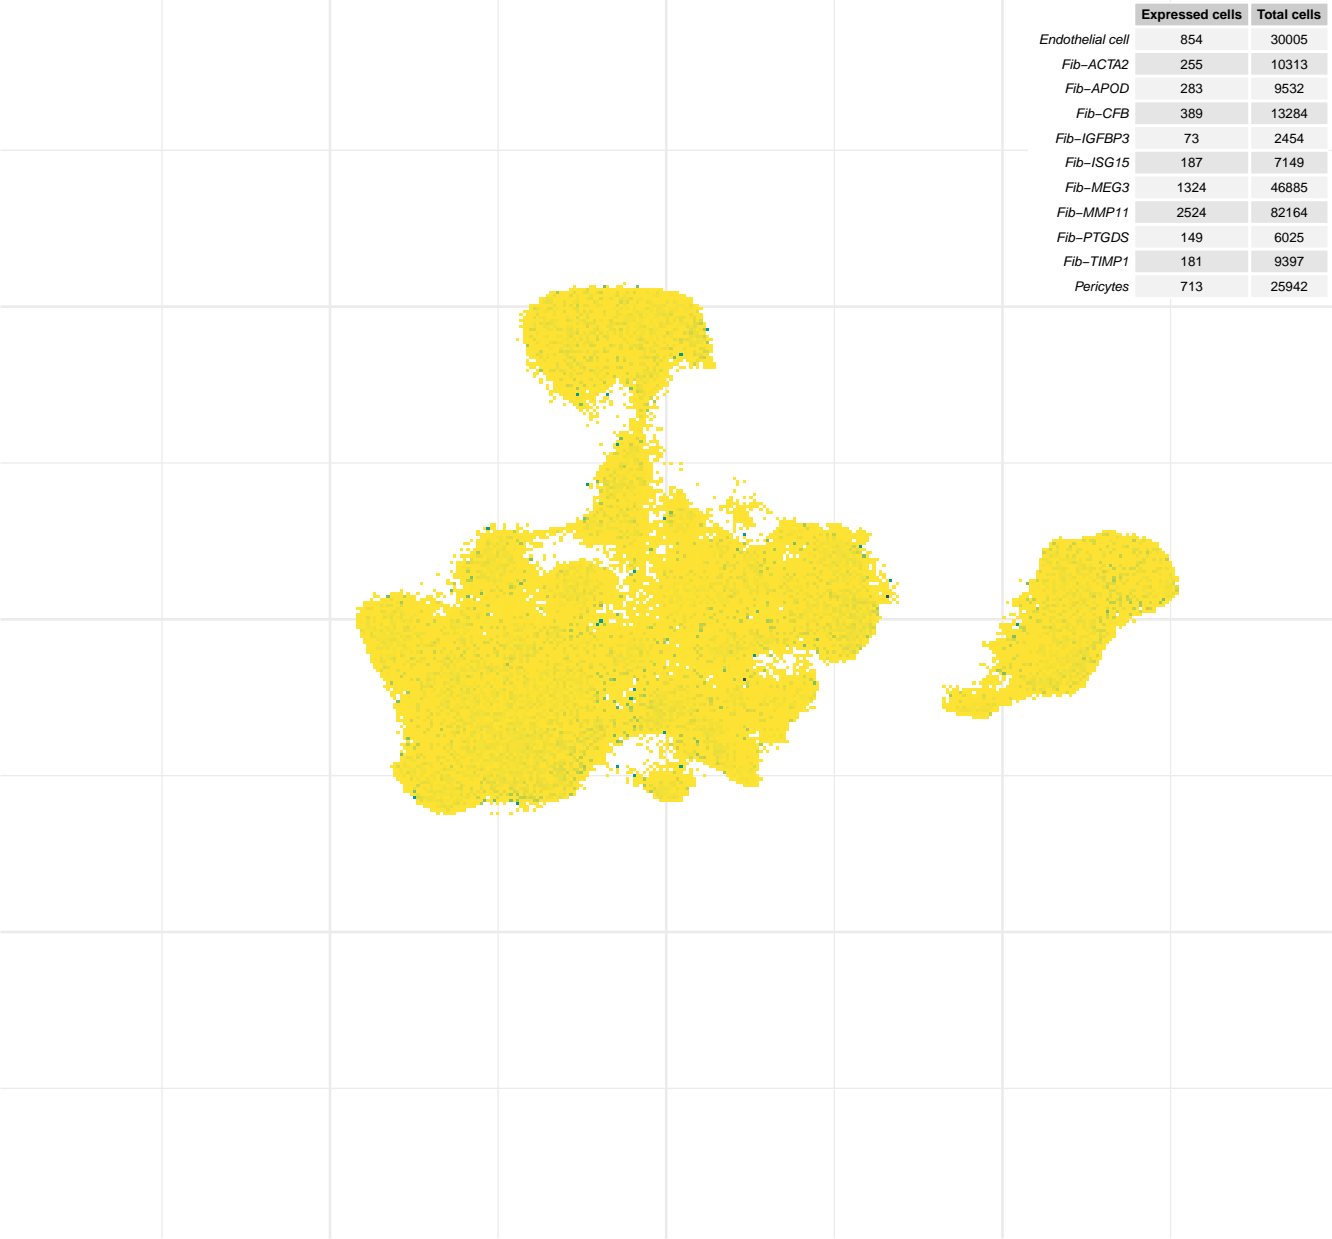 Expressed cells Total cells
Endothelial cell 854 30005
Fib−ACTA2 255 10313
Fib−APOD 283 9532
Fib−CFB 389 13284
Fib−IGFBP3 73 2454
Fib−ISG15 187 7149
Fib−MEG3 1324 46885
Fib−MMP11 2524 82164
Fib−PTGDS 149 6025
Fib−TIMP1 181 9397
Pericytes 713 25942